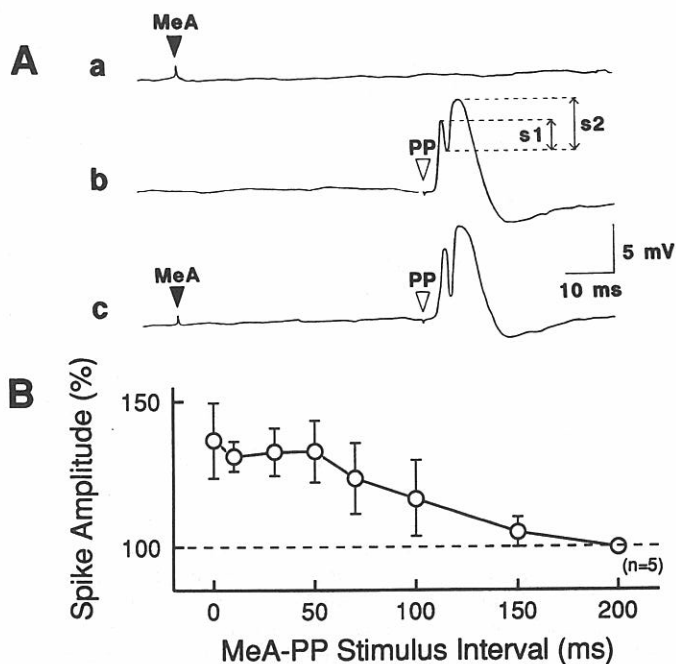 MeA
A a
s1 s2
PP
b
5 mV
MeA PP
10 ms
c
B
Spike Amplitude (%)
150
100
(n=5)
0 50 100 150 200
MeA-PP Stimulus Interval (ms)